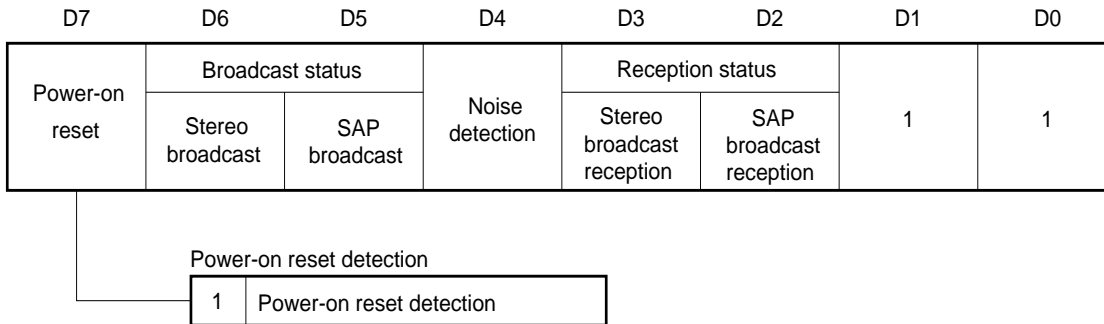 D7 D6 D5 D4 D3 D2 D1 D0
Power-on
reset
Broadcast status
Stereo
broadcast
SAP
broadcast
Noise
detection
Reception status
Stereo
broadcast
reception
SAP
broadcast
reception
1
1
Power-on reset detection
1 Power-on reset detection